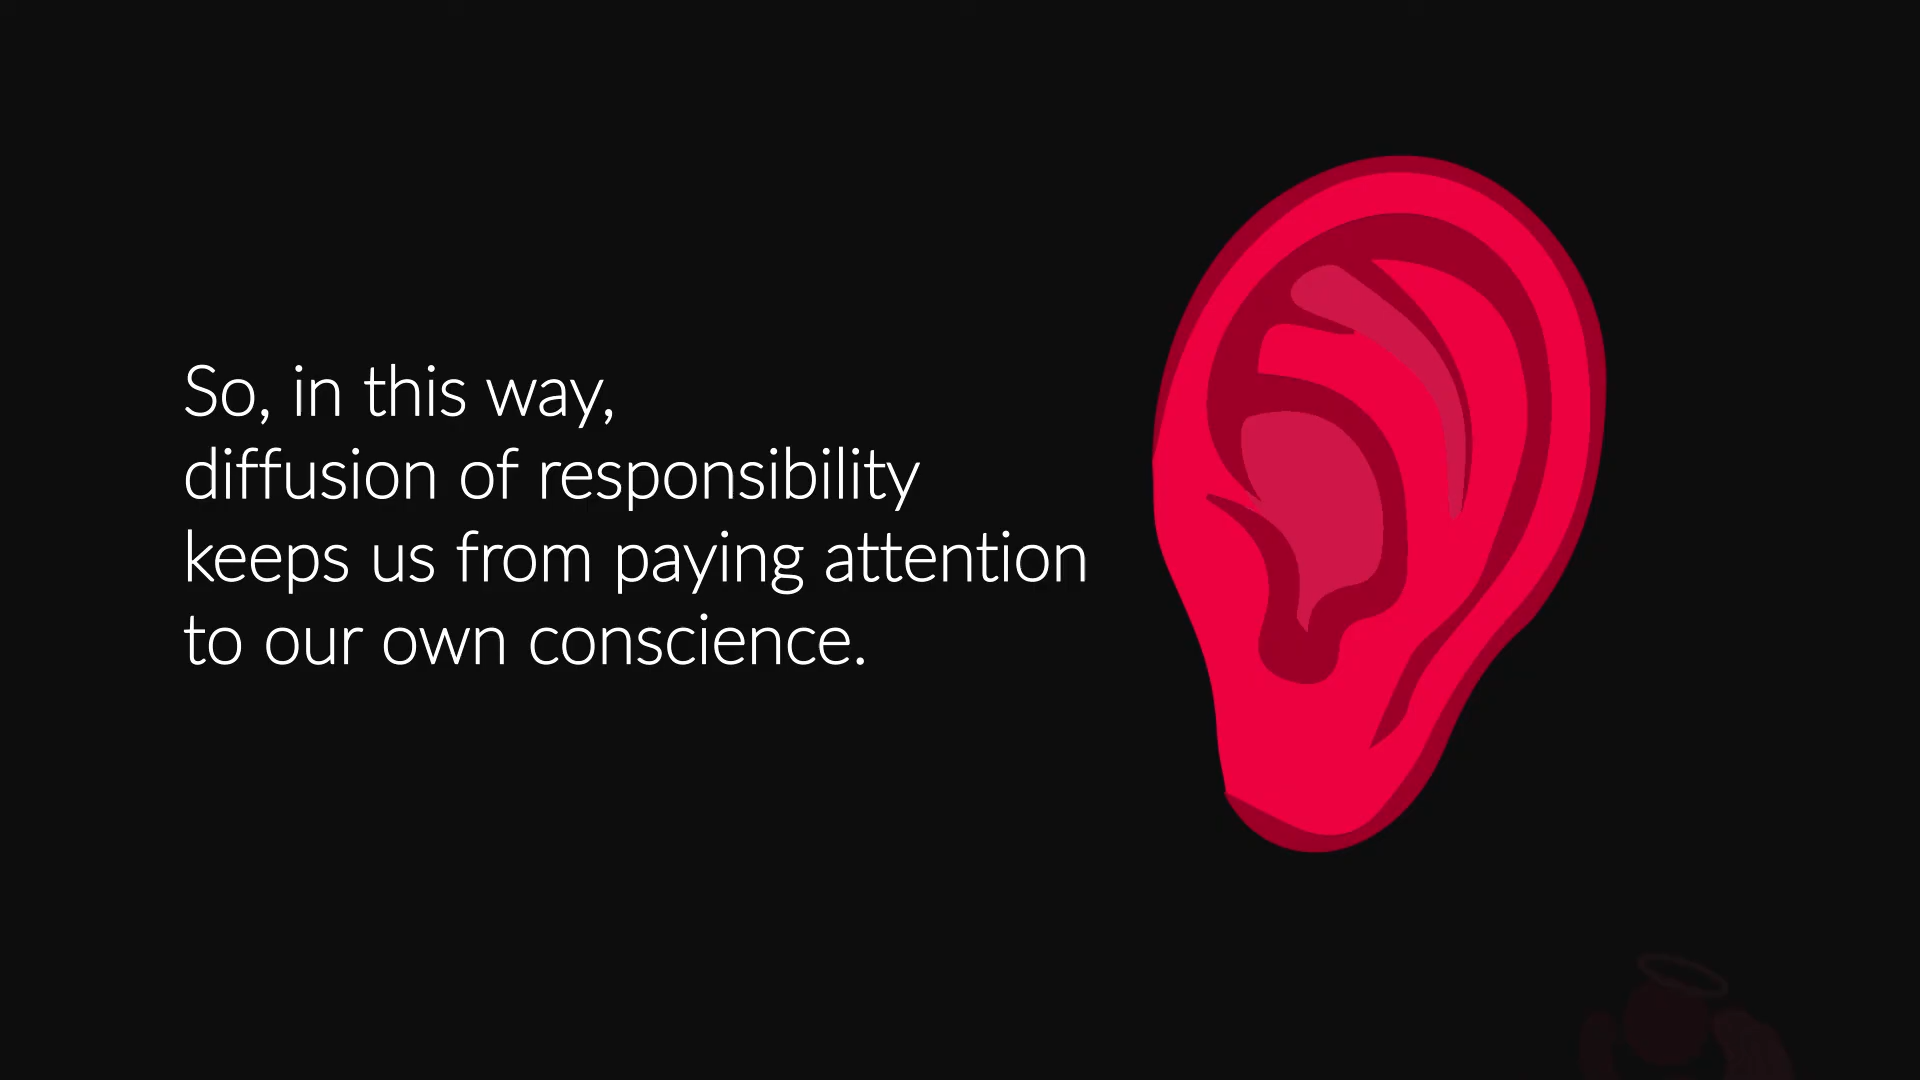 So, in this way,
diffusion of responsibility
keeps us from paying attention
to our own conscience.